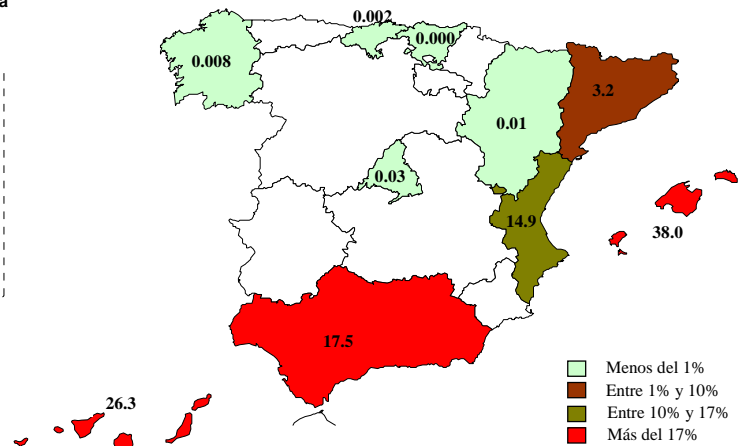 a
0.002
0.000
0.008
3.2
0.01
0.03
14.9
38.0
17.5
26.3
Menos del 1%
Entre 1% y 10%
Entre 10% y 17%
Más del 17%